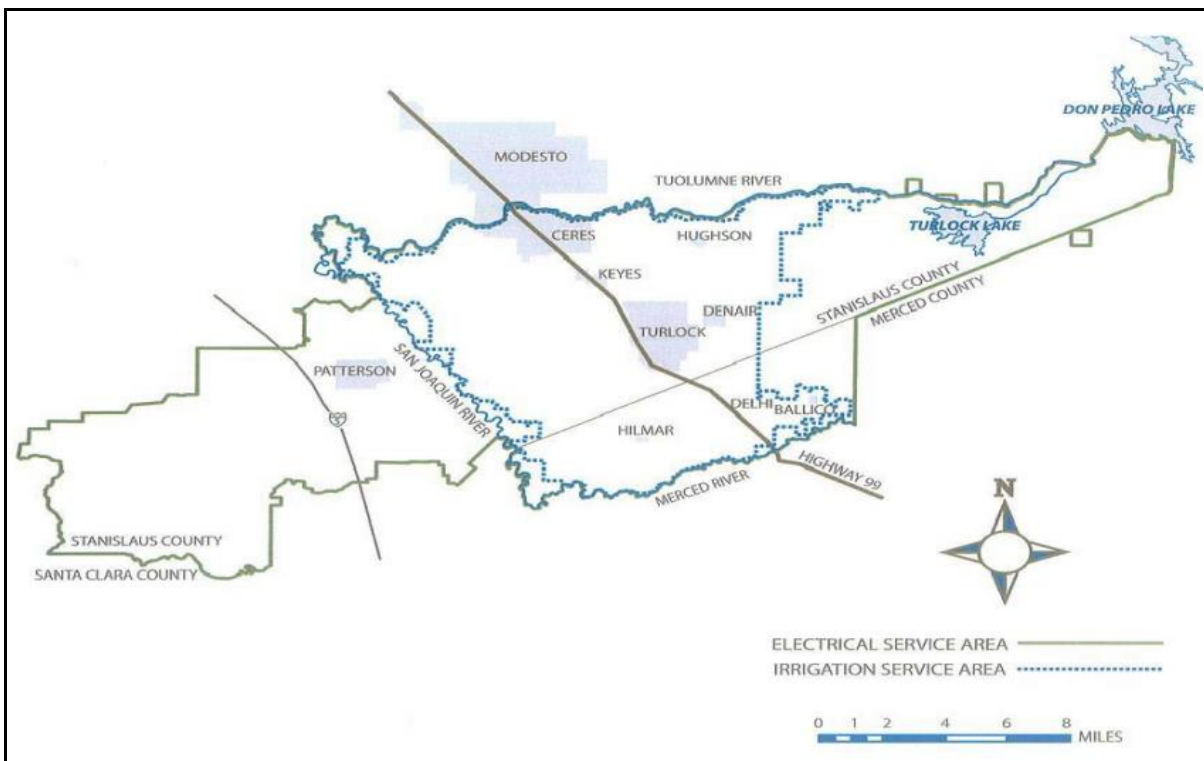 DON PEDRO LAKE
MODESTO
TUOLUMNE RIVER
TURLOCK LAKE
CERES
HUGHSON
KEYES
STANISLAUS COUNTY
MERCED COUNTY
DENAIR
TURLOCK
PATTERSON
SAN JOAQUIN RIVER
DELHI
BALLICO
HILMAR
HIGHWAY 99
MERCED RIVER
N
STANISLAUS COUNTY
SANTA CLARA COUNTY
ELECTRICAL SERVICE AREA
IRRIGATION SERVICE AREA
0 1 2 4 6 8
MILES